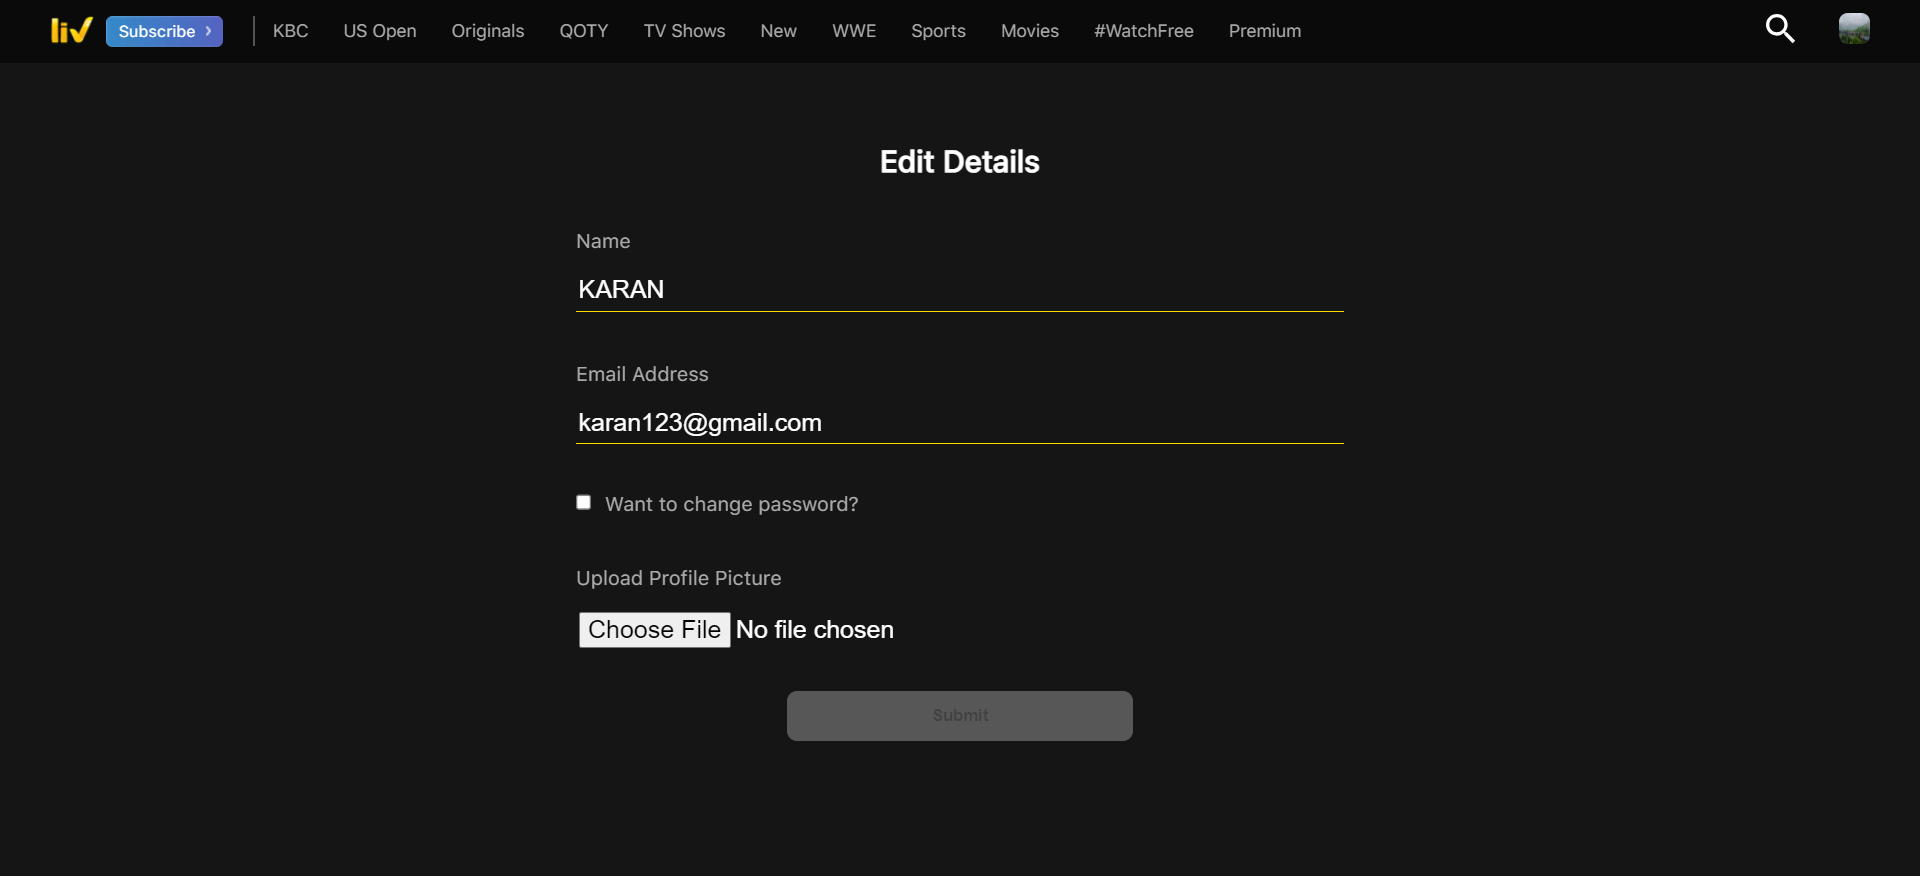 liv Subscribe › KBC US Open Originals QOTY TV Shows New WWE Sports Movies #WatchFree Premium
Edit Details
Name
KARAN
Email Address
karan123@gmail.com
Want to change password?
Upload Profile Picture
Choose File No file chosen
Submit